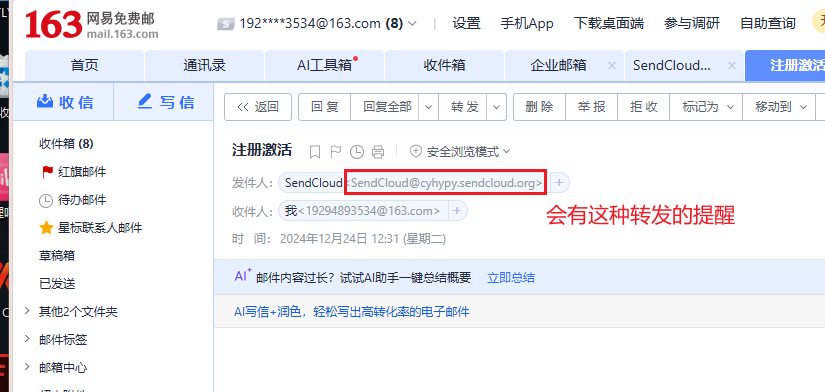 163 网易免费邮 mail.163.com
192****3534@163.com (8)
设置 手机App 下载桌面端 参与调研 自助查询
首页 通讯录 AI工具箱 收件箱 企业邮箱 × SendCloud... × 注册激活
收信 写信
<< 返回 回复 回复全部 转发 删除 举报 拒收 标记为 移动到
收件箱 (8)
红旗邮件
待办邮件
星标联系人邮件
草稿箱
已发送
其他2个文件夹
邮件标签
邮箱中心
注册激活 安全浏览模式
发件人: SendCloud<SendCloud@cyhypy.sendcloud.org> +
收件人: 我<19294893534@163.com> +
会有这种转发的提醒
时 间: 2024年12月24日 12:31 (星期二)
AI+ 邮件内容过长?试试AI助手一键总结概要 立即总结
AI写信+润色,轻松写出高转化率的电子邮件